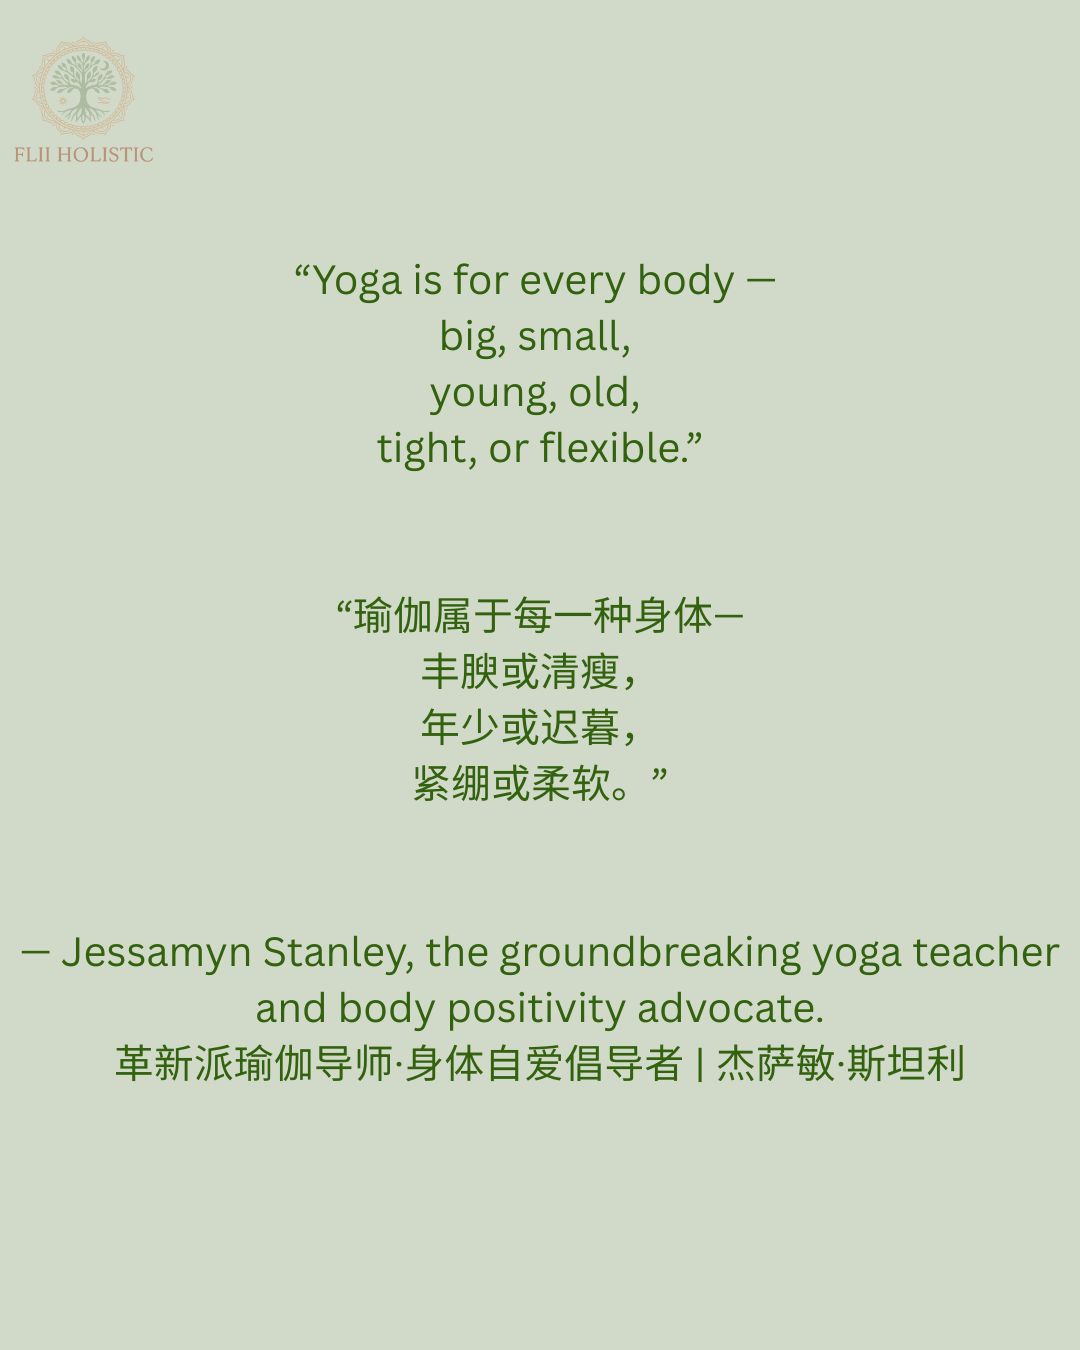 FLII HOLISTIC
“Yoga is for every body —
big, small,
young, old,
tight, or flexible.”
“瑜伽属于每一种身体—
丰腴或清瘦，
年少或迟暮，
紧绷或柔软。”
— Jessamyn Stanley, the groundbreaking yoga teacher
and body positivity advocate.
革新派瑜伽导师·身体自爱倡导者 | 杰萨敏·斯坦利